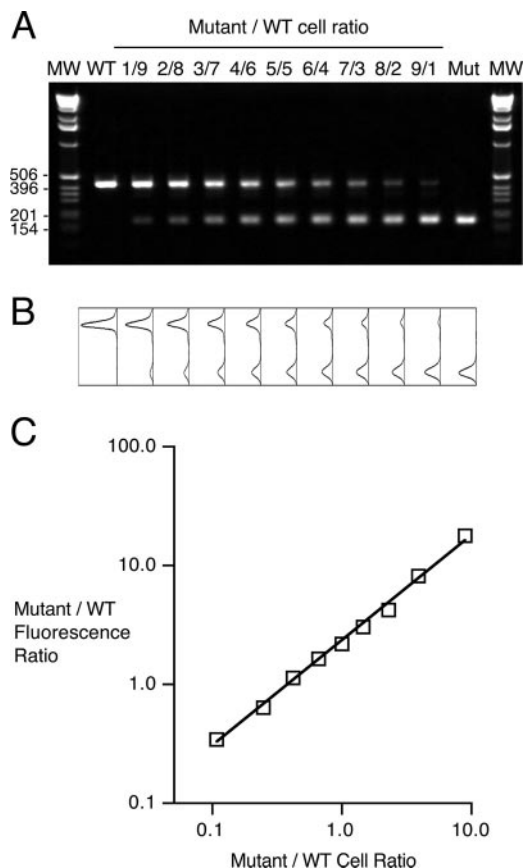 A
Mutant / WT cell ratio
MW WT 1/9 2/8 3/7 4/6 5/5 6/4 7/3 8/2 9/1 Mut MW
506 -
396 -
201 -
154 -
B
C
100.0
10.0
Mutant / WT
Fluorescence
Ratio
1.0
0.1
0.1 1.0 10.0
Mutant / WT Cell Ratio